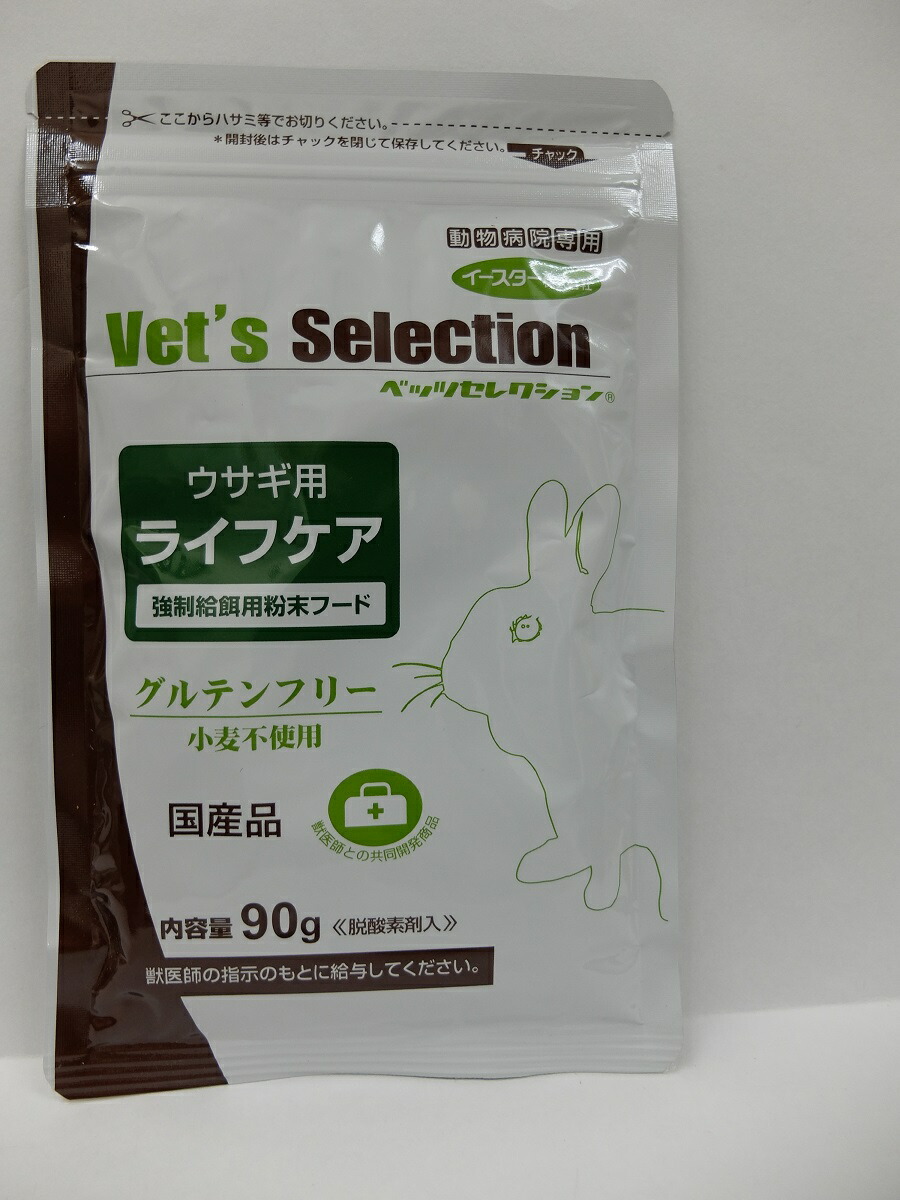 ここからハサミ等でお切りください。
*開封後はチャックを閉じて保存してください。
チャック
動物病院専用
イースター
Vet's Selection
ベッツセレクション®
ウサギ用
ライフケア
強制給餌用粉末フード
グルテンフリー
小麦不使用
国産品
獣医師との共同開発商品
内容量 90g 《脱酸素剤入》
獣医師の指示のもとに給与してください。